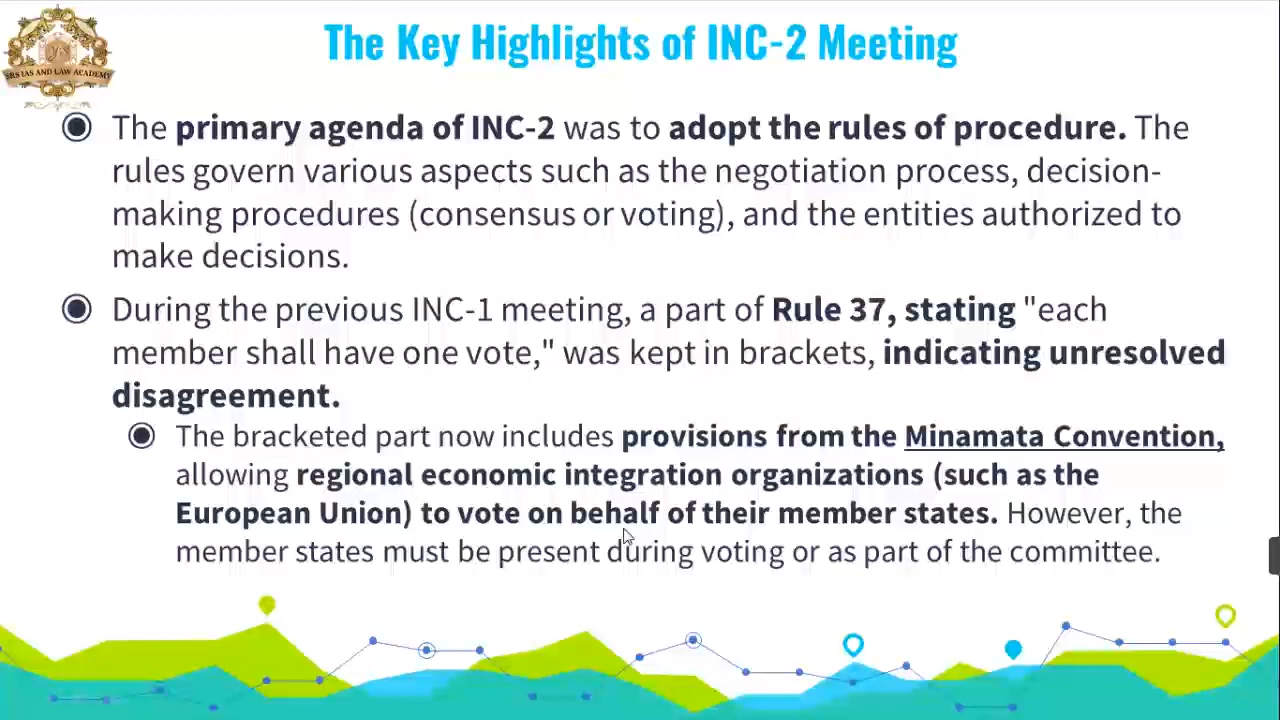 The Key Highlights of INC-2 Meeting
SRS IAS AND LAW ACADEMY
The primary agenda of INC-2 was to adopt the rules of procedure. The
rules govern various aspects such as the negotiation process, decision-
making procedures (consensus or voting), and the entities authorized to
make decisions.
During the previous INC-1 meeting, a part of Rule 37, stating "each
member shall have one vote," was kept in brackets, indicating unresolved
disagreement.
The bracketed part now includes provisions from the Minamata Convention,
allowing regional economic integration organizations (such as the
European Union) to vote on behalf of their member states. However, the
member states must be present during voting or as part of the committee.